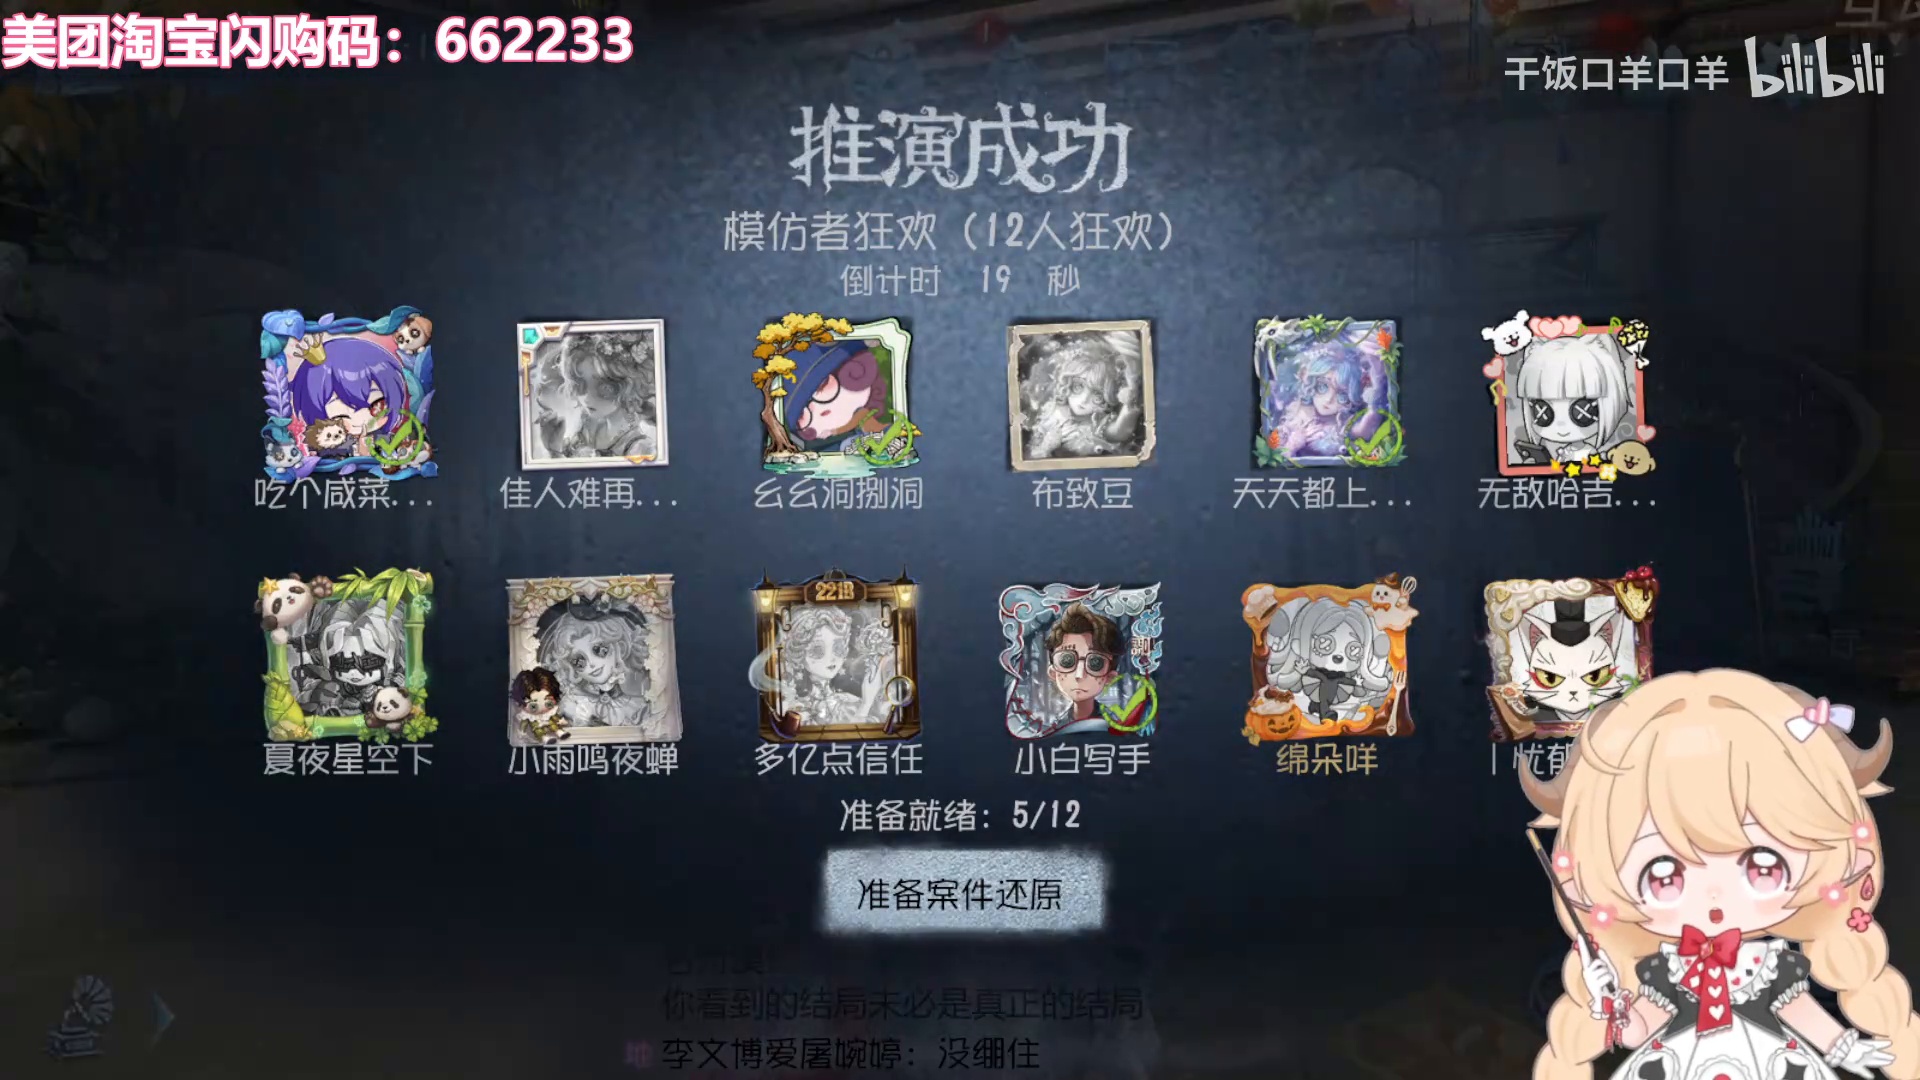 美团淘宝闪购码：662233
干饭口羊口羊 bilibili
推演成功
模仿者狂欢（12人狂欢）
倒计时 19 秒
吃个咸菜... 佳人难再... 幺幺洞捌洞 布致豆 天天都上... 无敌哈吉...
221B
夏夜星空下 小雨鸣夜蝉 多亿点信任 小白写手 绵朵咩 丨忧郁
准备就绪：5/12
准备案件还原
你看到的结局未必是真正的结局
李文博爱屠婉婷：没绷住